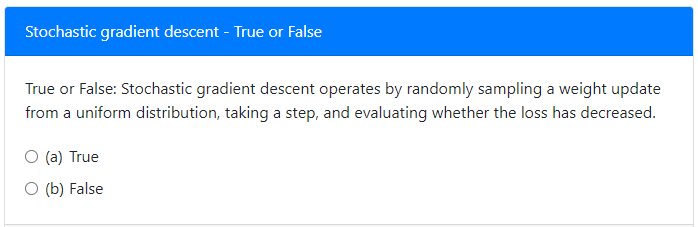 Stochastic gradient descent - True or False
True or False: Stochastic gradient descent operates by randomly sampling a weight update
from a uniform distribution, taking a step, and evaluating whether the loss has decreased.
(a) True
(b) False